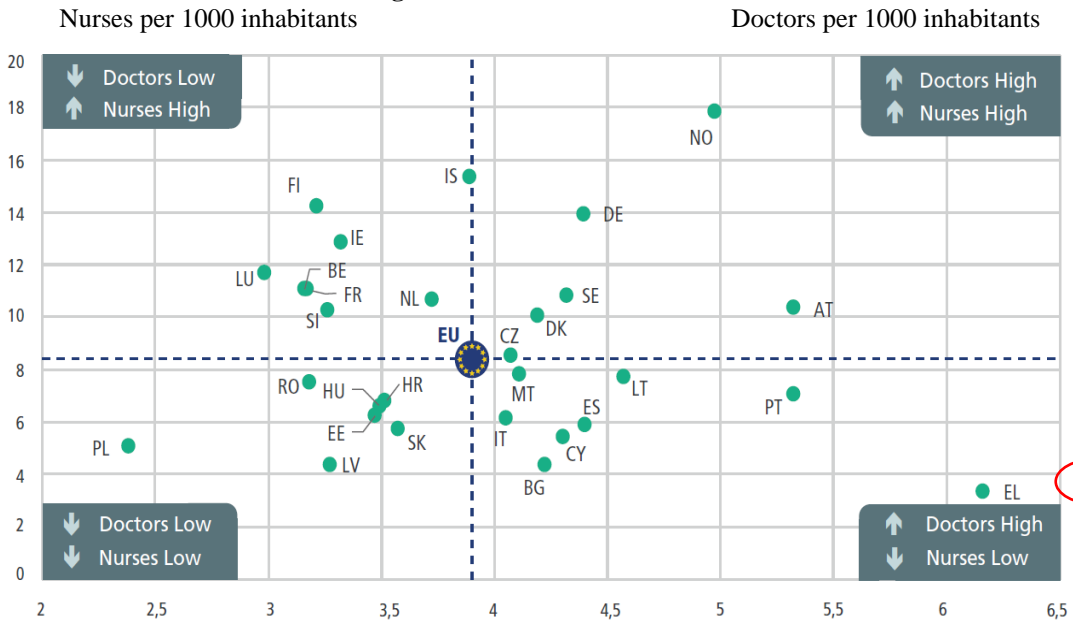 Nurses per 1000 inhabitants
Doctors per 1000 inhabitants
20
Doctors Low
Nurses High
Doctors High
Nurses High
18
NO
16
IS
FI
14
DE
IE
12
LU
BE
FR
NL
SE
10
SI
DK
AT
EU
CZ
8
RO
HU
HR
MT
LT
PT
6
EE
SK
IT
ES
PL
LV
CY
4
BG
EL
Doctors Low
Nurses Low
Doctors High
Nurses Low
2
0
2
2,5
3
3,5
4
4,5
5
5,5
6
6,5